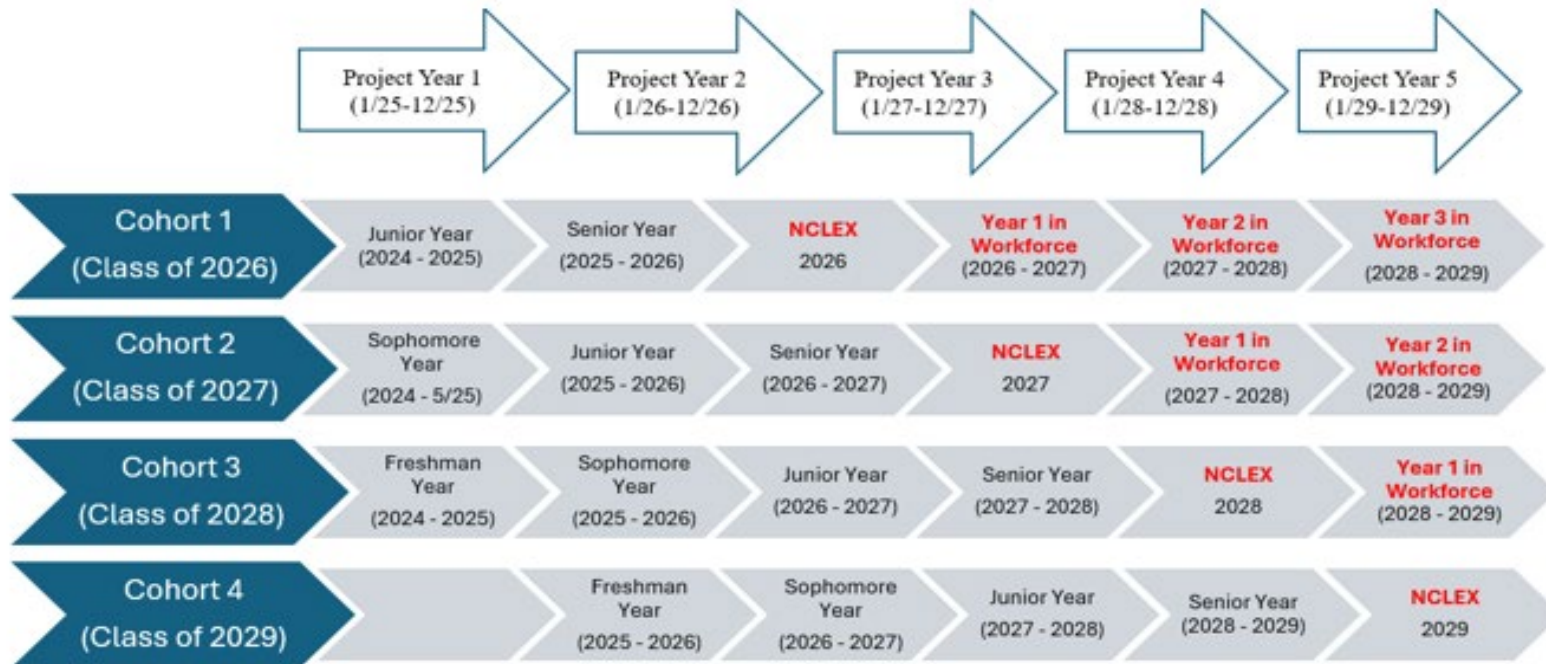 Project Year 1
(1/25-12/25)
Project Year 2
(1/26-12/26)
Project Year 3
(1/27-12/27)
Project Year 4
(1/28-12/28)
Project Year 5
(1/29-12/29)
Cohort 1
(Class of 2026)
Junior Year
(2024 - 2025)
Senior Year
(2025 - 2026)
NCLEX
2026
Year 1 in
Workforce
(2026 - 2027)
Year 2 in
Workforce
(2027 - 2028)
Year 3 in
Workforce
(2028 - 2029)
Cohort 2
(Class of 2027)
Sophomore
Year
(2024 - 5/25)
Junior Year
(2025 - 2026)
Senior Year
(2026 - 2027)
NCLEX
2027
Year 1 in
Workforce
(2027 - 2028)
Year 2 in
Workforce
(2028 - 2029)
Cohort 3
(Class of 2028)
Freshman
Year
(2024 - 2025)
Sophomore
Year
(2025 - 2026)
Junior Year
(2026 - 2027)
Senior Year
(2027 - 2028)
NCLEX
2028
Year 1 in
Workforce
(2028 - 2029)
Cohort 4
(Class of 2029)
Freshman
Year
(2025 - 2026)
Sophomore
Year
(2026 - 2027)
Junior Year
(2027 - 2028)
Senior Year
(2028 - 2029)
NCLEX
2029